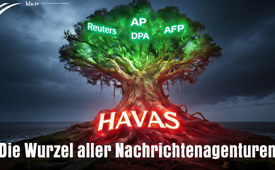 kla.tv
AP
Reuters
AFP
DPA
HAVAS
Die Wurzel aller Nachrichtenagenturen